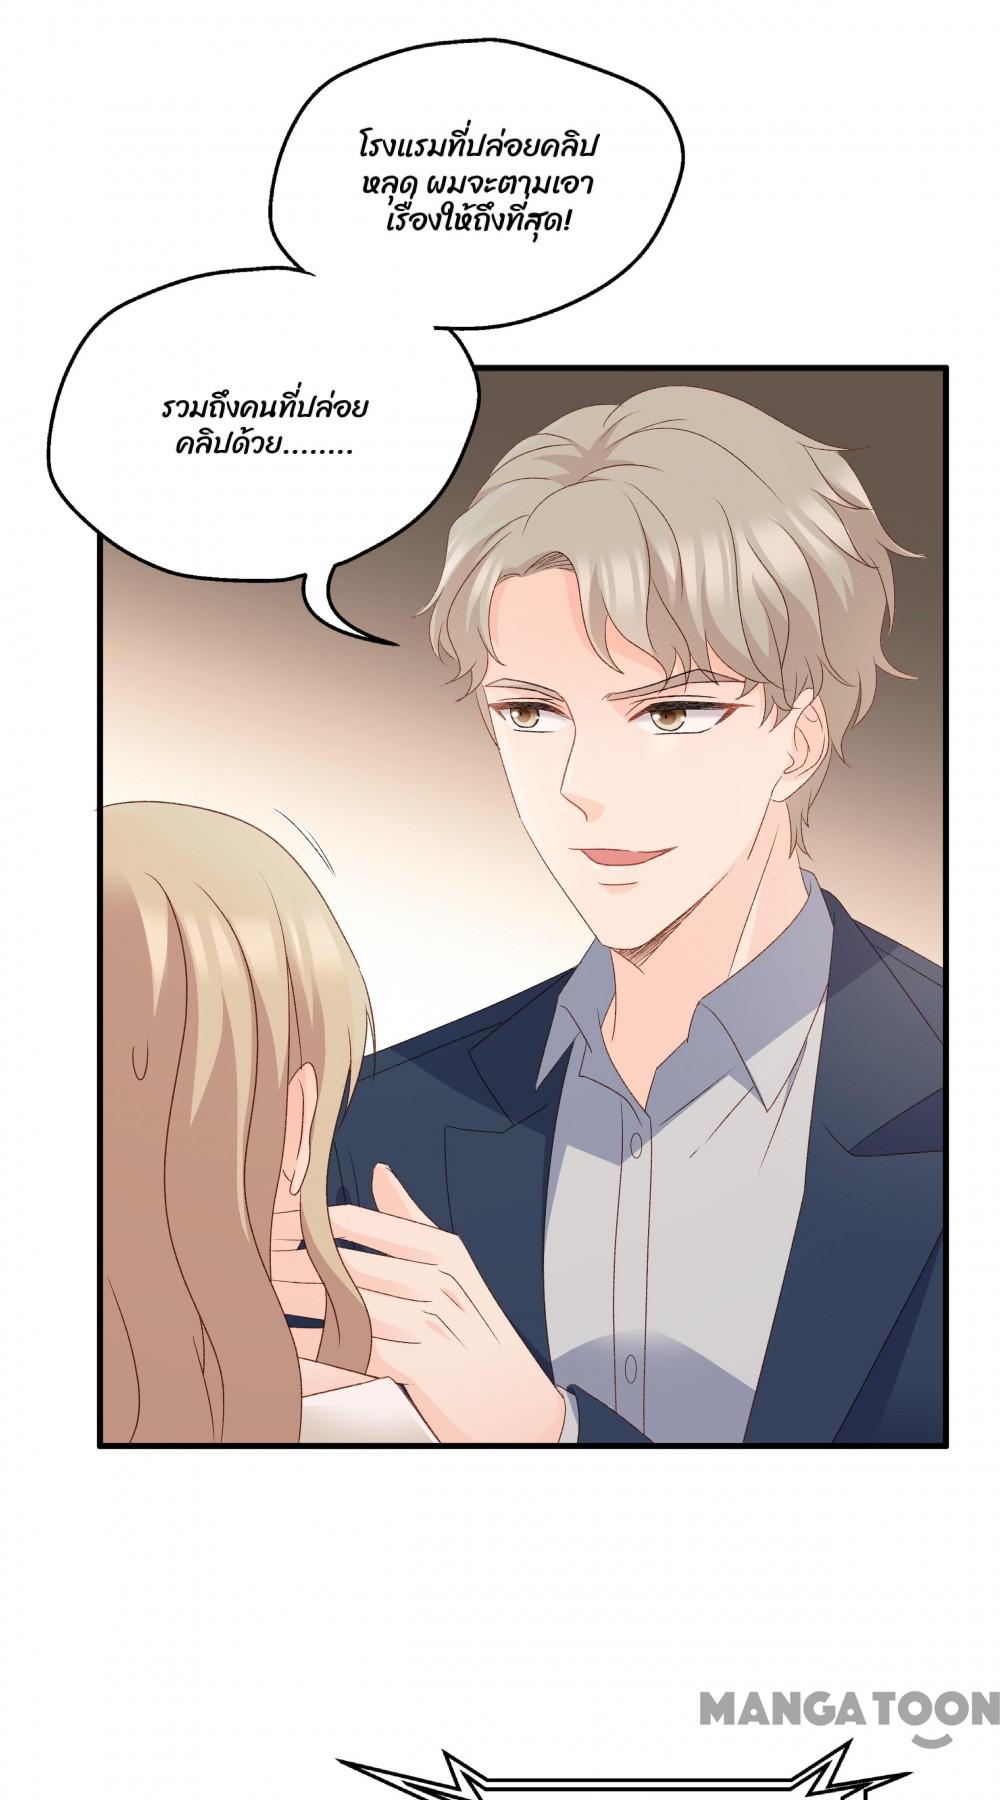 โรงแรมที่ปล่อยคลิป
หลุด ผมจะตามเอา
เรื่องให้ถึงที่สุด!
รวมถึงคนที่ปล่อย
คลิปด้วย........
MANGATOON